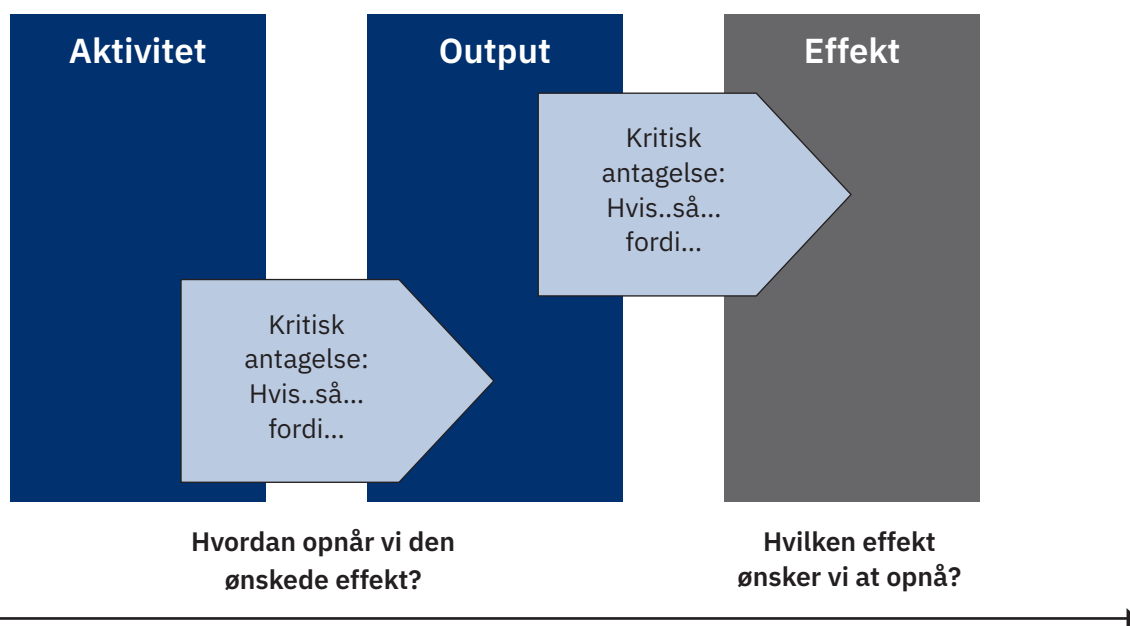 Aktivitet
Output
Effekt
Kritisk
antagelse:
Hvis..så...
fordi...
Kritisk
antagelse:
Hvis..så...
fordi...
Hvordan opnår vi den
ønskede effekt?
Hvilken effekt
ønsker vi at opnå?